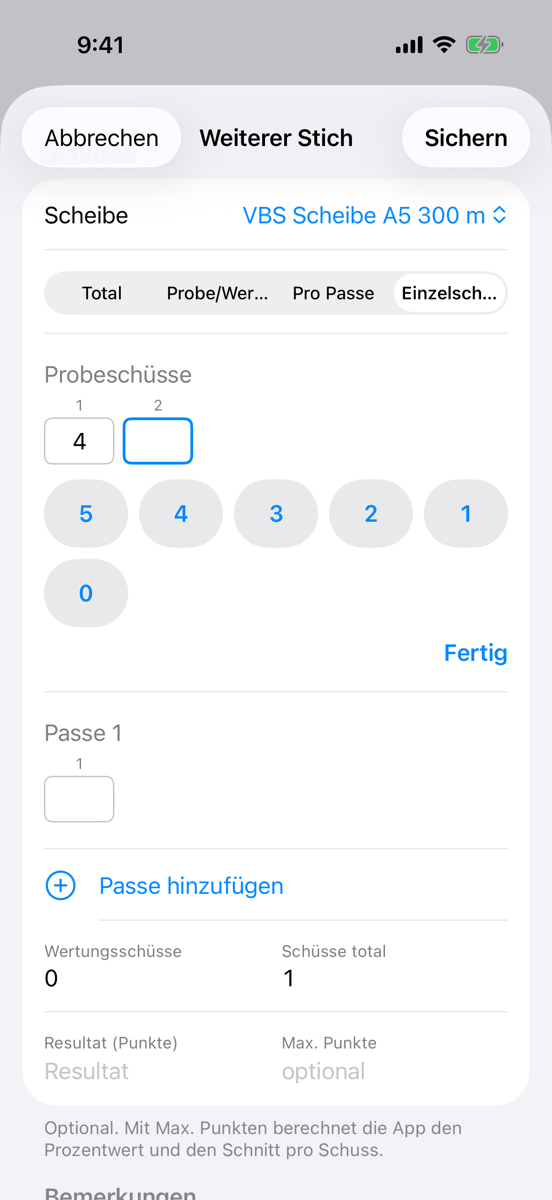 9:41
Abbrechen
Weiterer Stich
Sichern
Scheibe
VBS Scheibe A5 300 m
Total
Probe/Wer...
Pro Passe
Einzelsch...
Probeschüsse
1
2
4
5
4
3
2
1
0
Fertig
Passe 1
1
Passe hinzufügen
Wertungsschüsse
Schüsse total
0
1
Resultat (Punkte)
Max. Punkte
Resultat
optional
Optional. Mit Max. Punkten berechnet die App den
Prozentwert und den Schnitt pro Schuss.
Bemerkungen